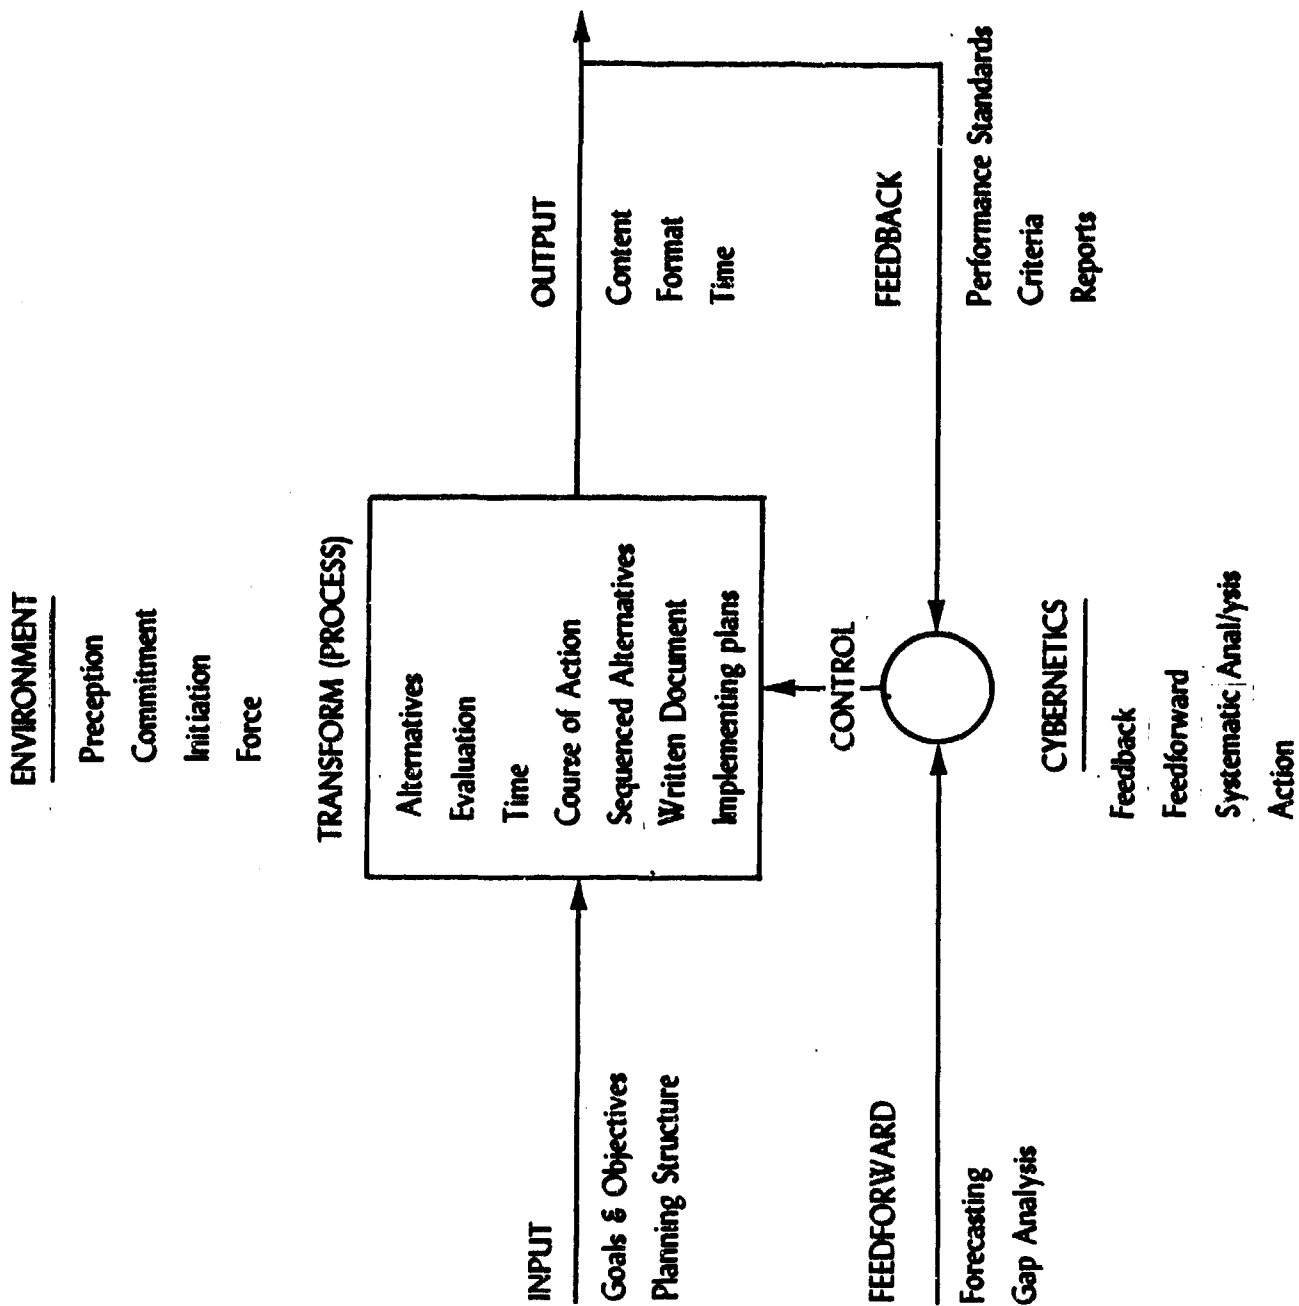 ENVIRONMENT
Preception
Commitment
Initiation
Force
TRANSFORM (PROCESS)
Alternatives
Evaluation
Time
Course of Action
Sequenced Alternatives
Written Document
Implementing plans
INPUT
Goals & Objectives
Planning Structure
OUTPUT
Content
Format
Time
CONTROL
FEEDFORWARD
Forecasting
Gap Analysis
CYBERNETICS
Feedback
Feedforward
Systematic Anal/ysis
Action
FEEDBACK
Performance Standards
Criteria
Reports